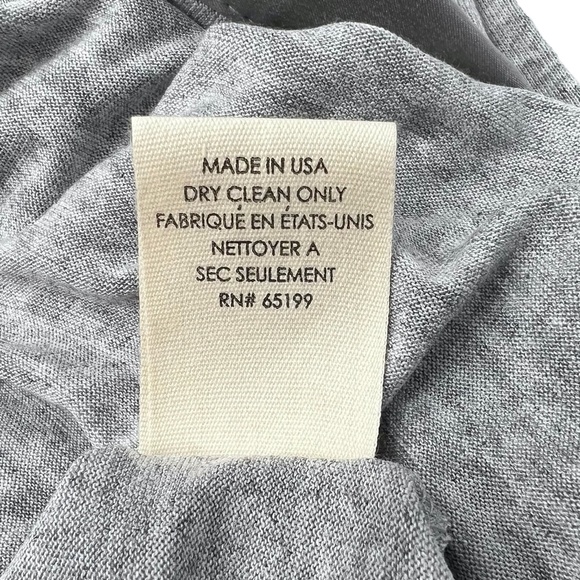 MADE IN USA
DRY CLEAN ONLY
FABRIQUÉ EN ÉTATS-UNIS
NETTOYER A
SEC SEULEMENT
RN# 65199